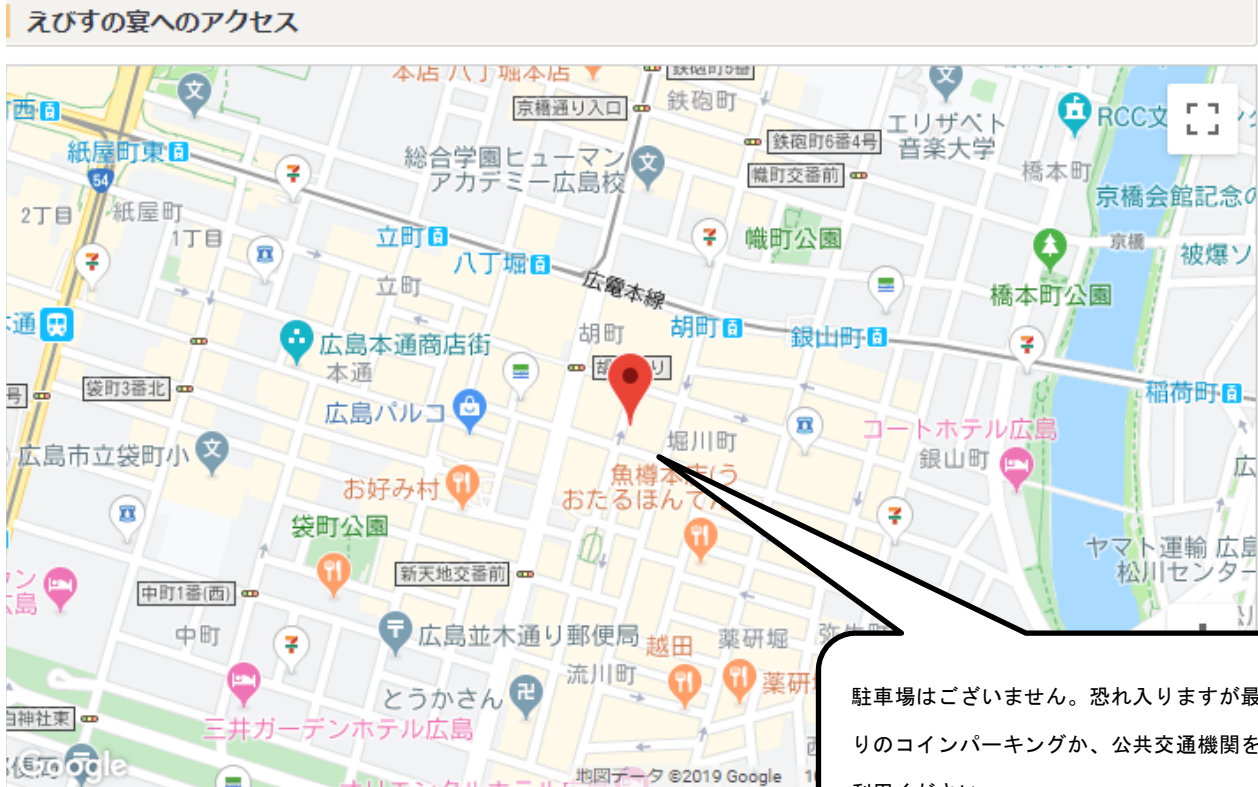 えびすの宴へのアクセス
本店 八丁堀本店
鉄砲町5番
京橋通り入口
鉄砲町
エリザベト
音楽大学
RCC文
町西
紙屋町東
54
総合学園ヒューマン
アカデミー広島校
鉄砲町6番4号
幟町交番前
橋本町
京橋会館記念の
2丁目
紙屋町
1丁目
立町
八丁堀
幟町公園
京橋
被爆ソ
立町
広電本線
橋本町公園
本通
広島本通商店街
本通
胡町
胡町
銀山町
袋町3番北
号
広島パルコ
稲荷町
広島市立袋町小
堀川町
コートホテル広島
銀山町
お好み村
魚樽本店(う
おたるほんてん
袋町公園
新天地交番前
ヤマト運輸 広島
松川センター
中町1番(西)
中町
広島並木通り郵便局
越田
薬研堀
流川町
とうかさん
薬研
白神社東
三井ガーデンホテル広島
Google
地図データ ©2019 Google
駐車場はございません。恐れ入りますが最
りのコインパーキングか、公共交通機関を
利用ください